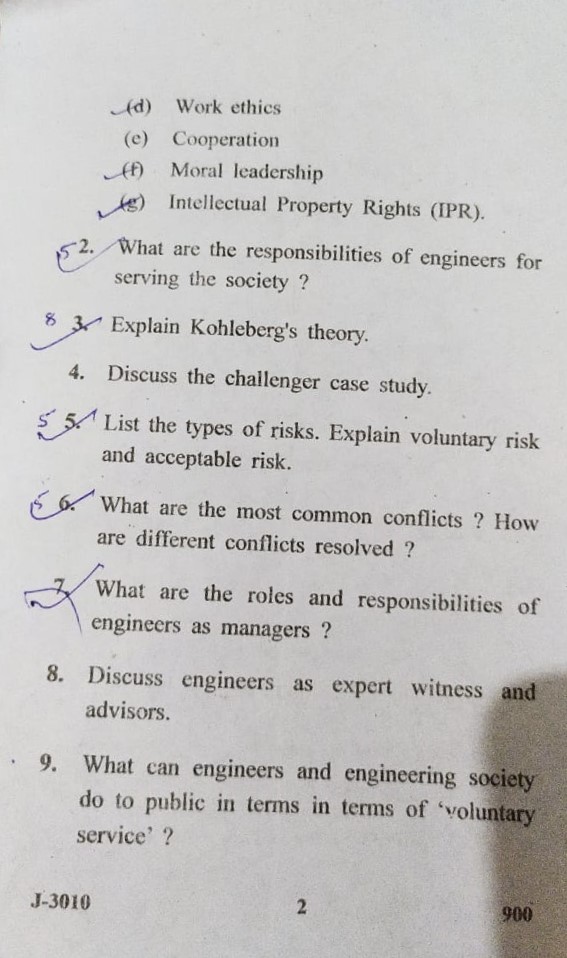 (d) Work ethics
(e) Cooperation
(f) Moral leadership
(g) Intellectual Property Rights (IPR).
5 2. What are the responsibilities of engineers for
serving the society ?
8 3. Explain Kohleberg's theory.
4. Discuss the challenger case study.
5 5. List the types of risks. Explain voluntary risk
and acceptable risk.
5 6. What are the most common conflicts ? How
are different conflicts resolved ?
7. What are the roles and responsibilities of
engineers as managers ?
8. Discuss engineers as expert witness and
advisors.
9. What can engineers and engineering society
do to public in terms in terms of ‘voluntary
service’ ?
J-3010 2 900